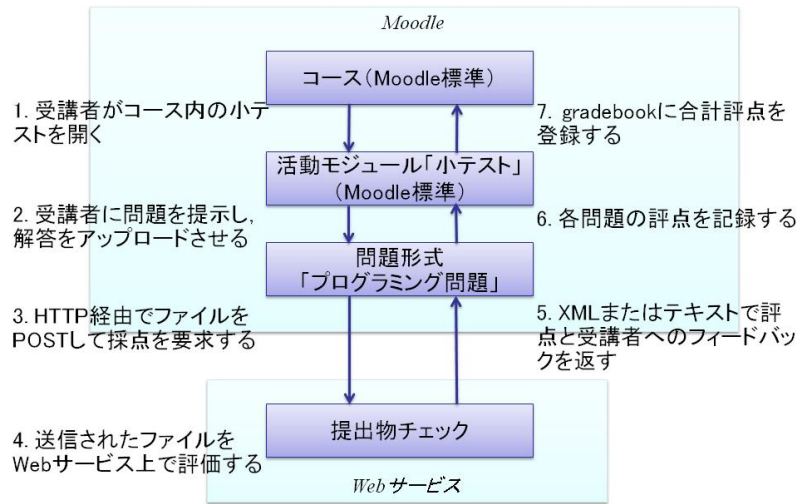 Moodle
コース(Moodle標準)
1. 受講者がコース内の小テ
ストを開く
7. gradebookに合計評点を
登録する
活動モジュール「小テスト」
(Moodle標準)
2. 受講者に問題を提示し,
解答をアップロードさせる
6. 各問題の評点を記録する
問題形式
「プログラミング問題」
3. HTTP経由でファイルを
POSTして採点を要求する
5. XMLまたはテキストで評
点と受講者へのフィードバッ
クを返す
提出物チェック
4. 送信されたファイルを
Webサービス上で評価する
Webサービス